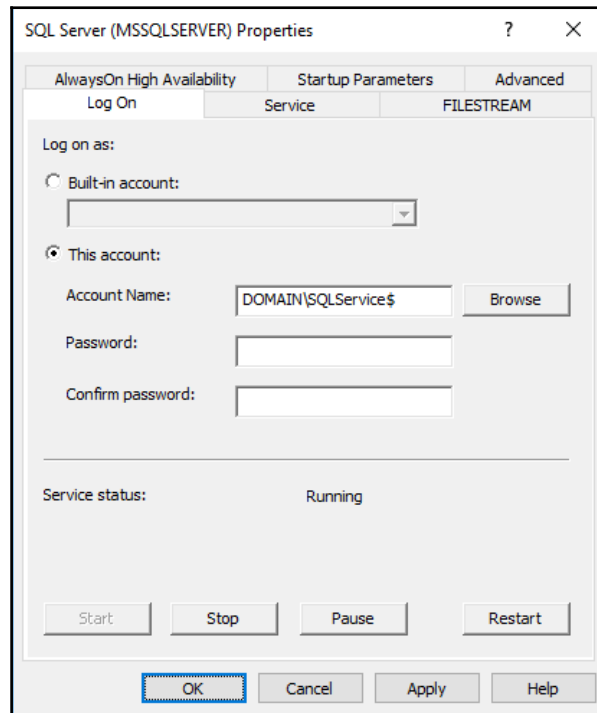 SQL Server (MSSQLSERVER) Properties ? ×
AlwaysOn High Availability Startup Parameters Advanced
Log On Service FILESTREAM
Log on as:
Built-in account:
This account:
Account Name: DOMAIN\SQLService$ Browse
Password:
Confirm password:
Service status: Running
Start Stop Pause Restart
OK Cancel Apply Help